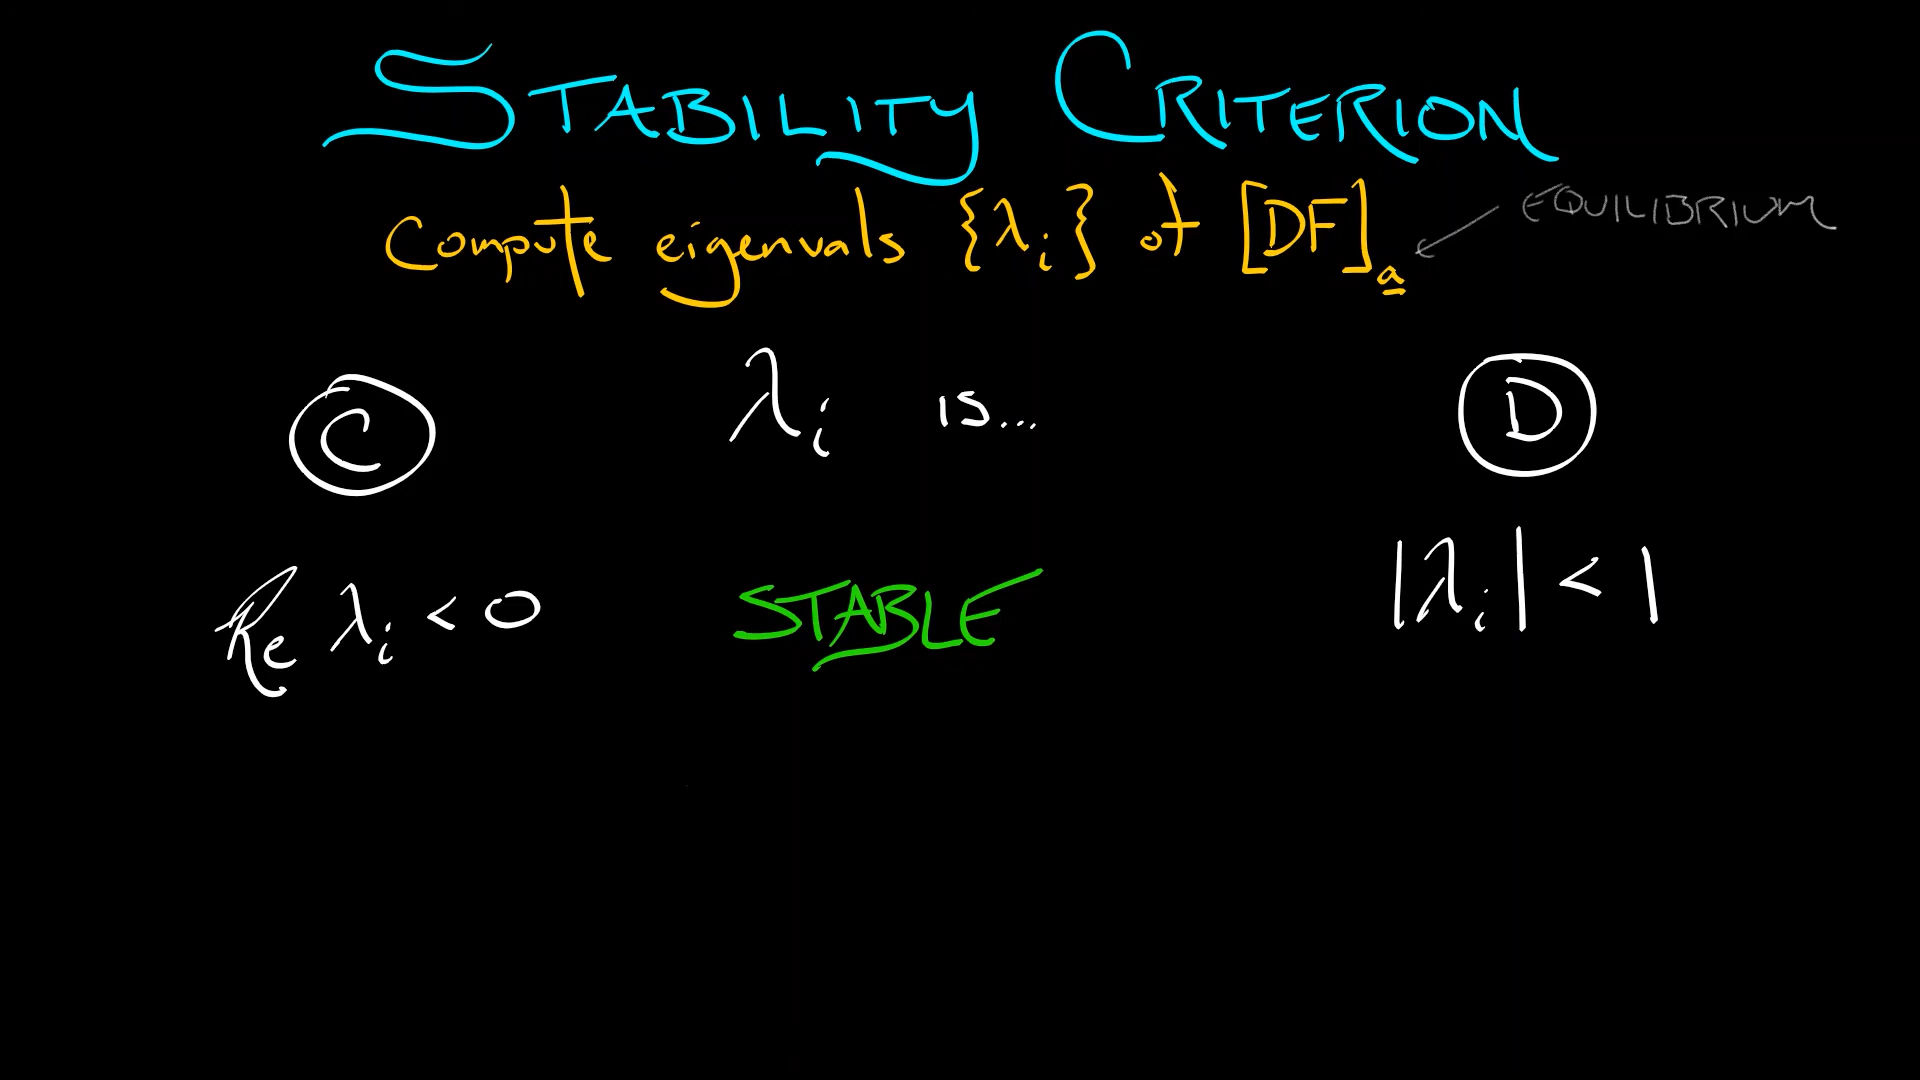 STABILITY CRITERION
Compute eigenvals {λᵢ} of [DF]ₐ
EQUILIBRIUM
C λᵢ is... D
Re λᵢ < 0 STABLE |λᵢ| < 1